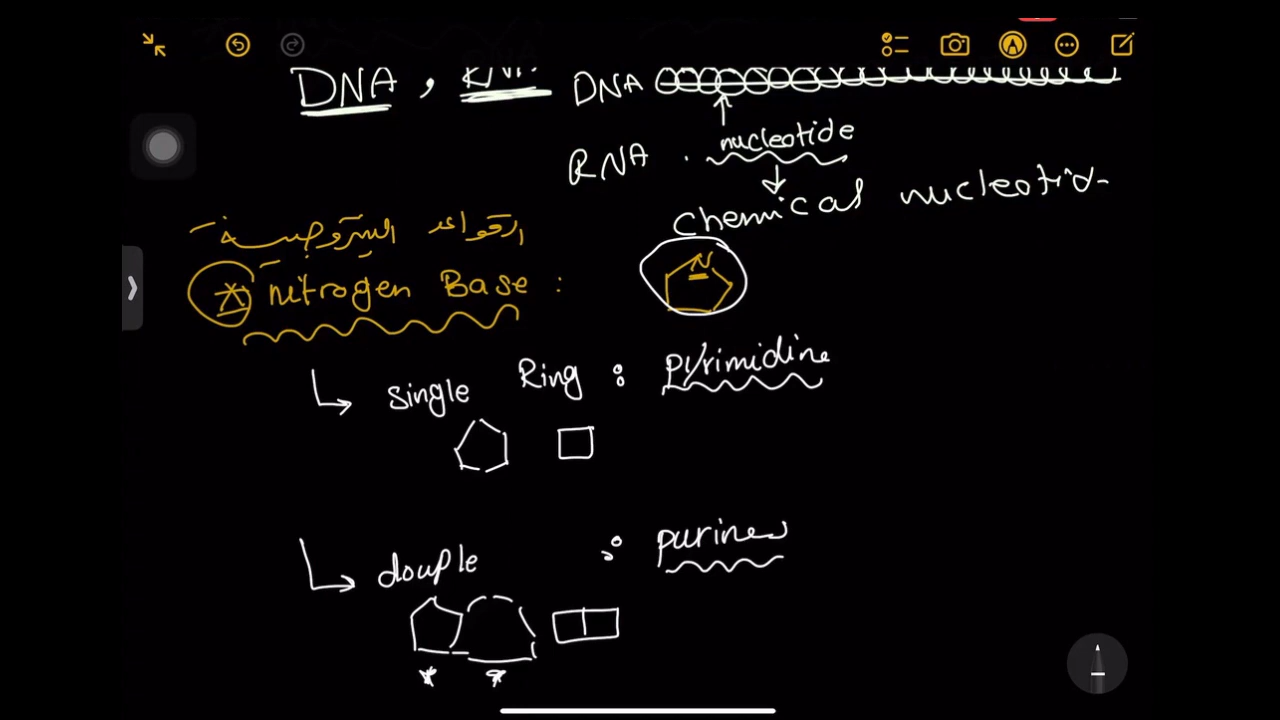 DNA , RNA DNA
RNA . nucleotide
chemical nucleotid-
القواعد النيتروجينية
* nitrogen Base :
N
single Ring : pyrimidine
douple : purines